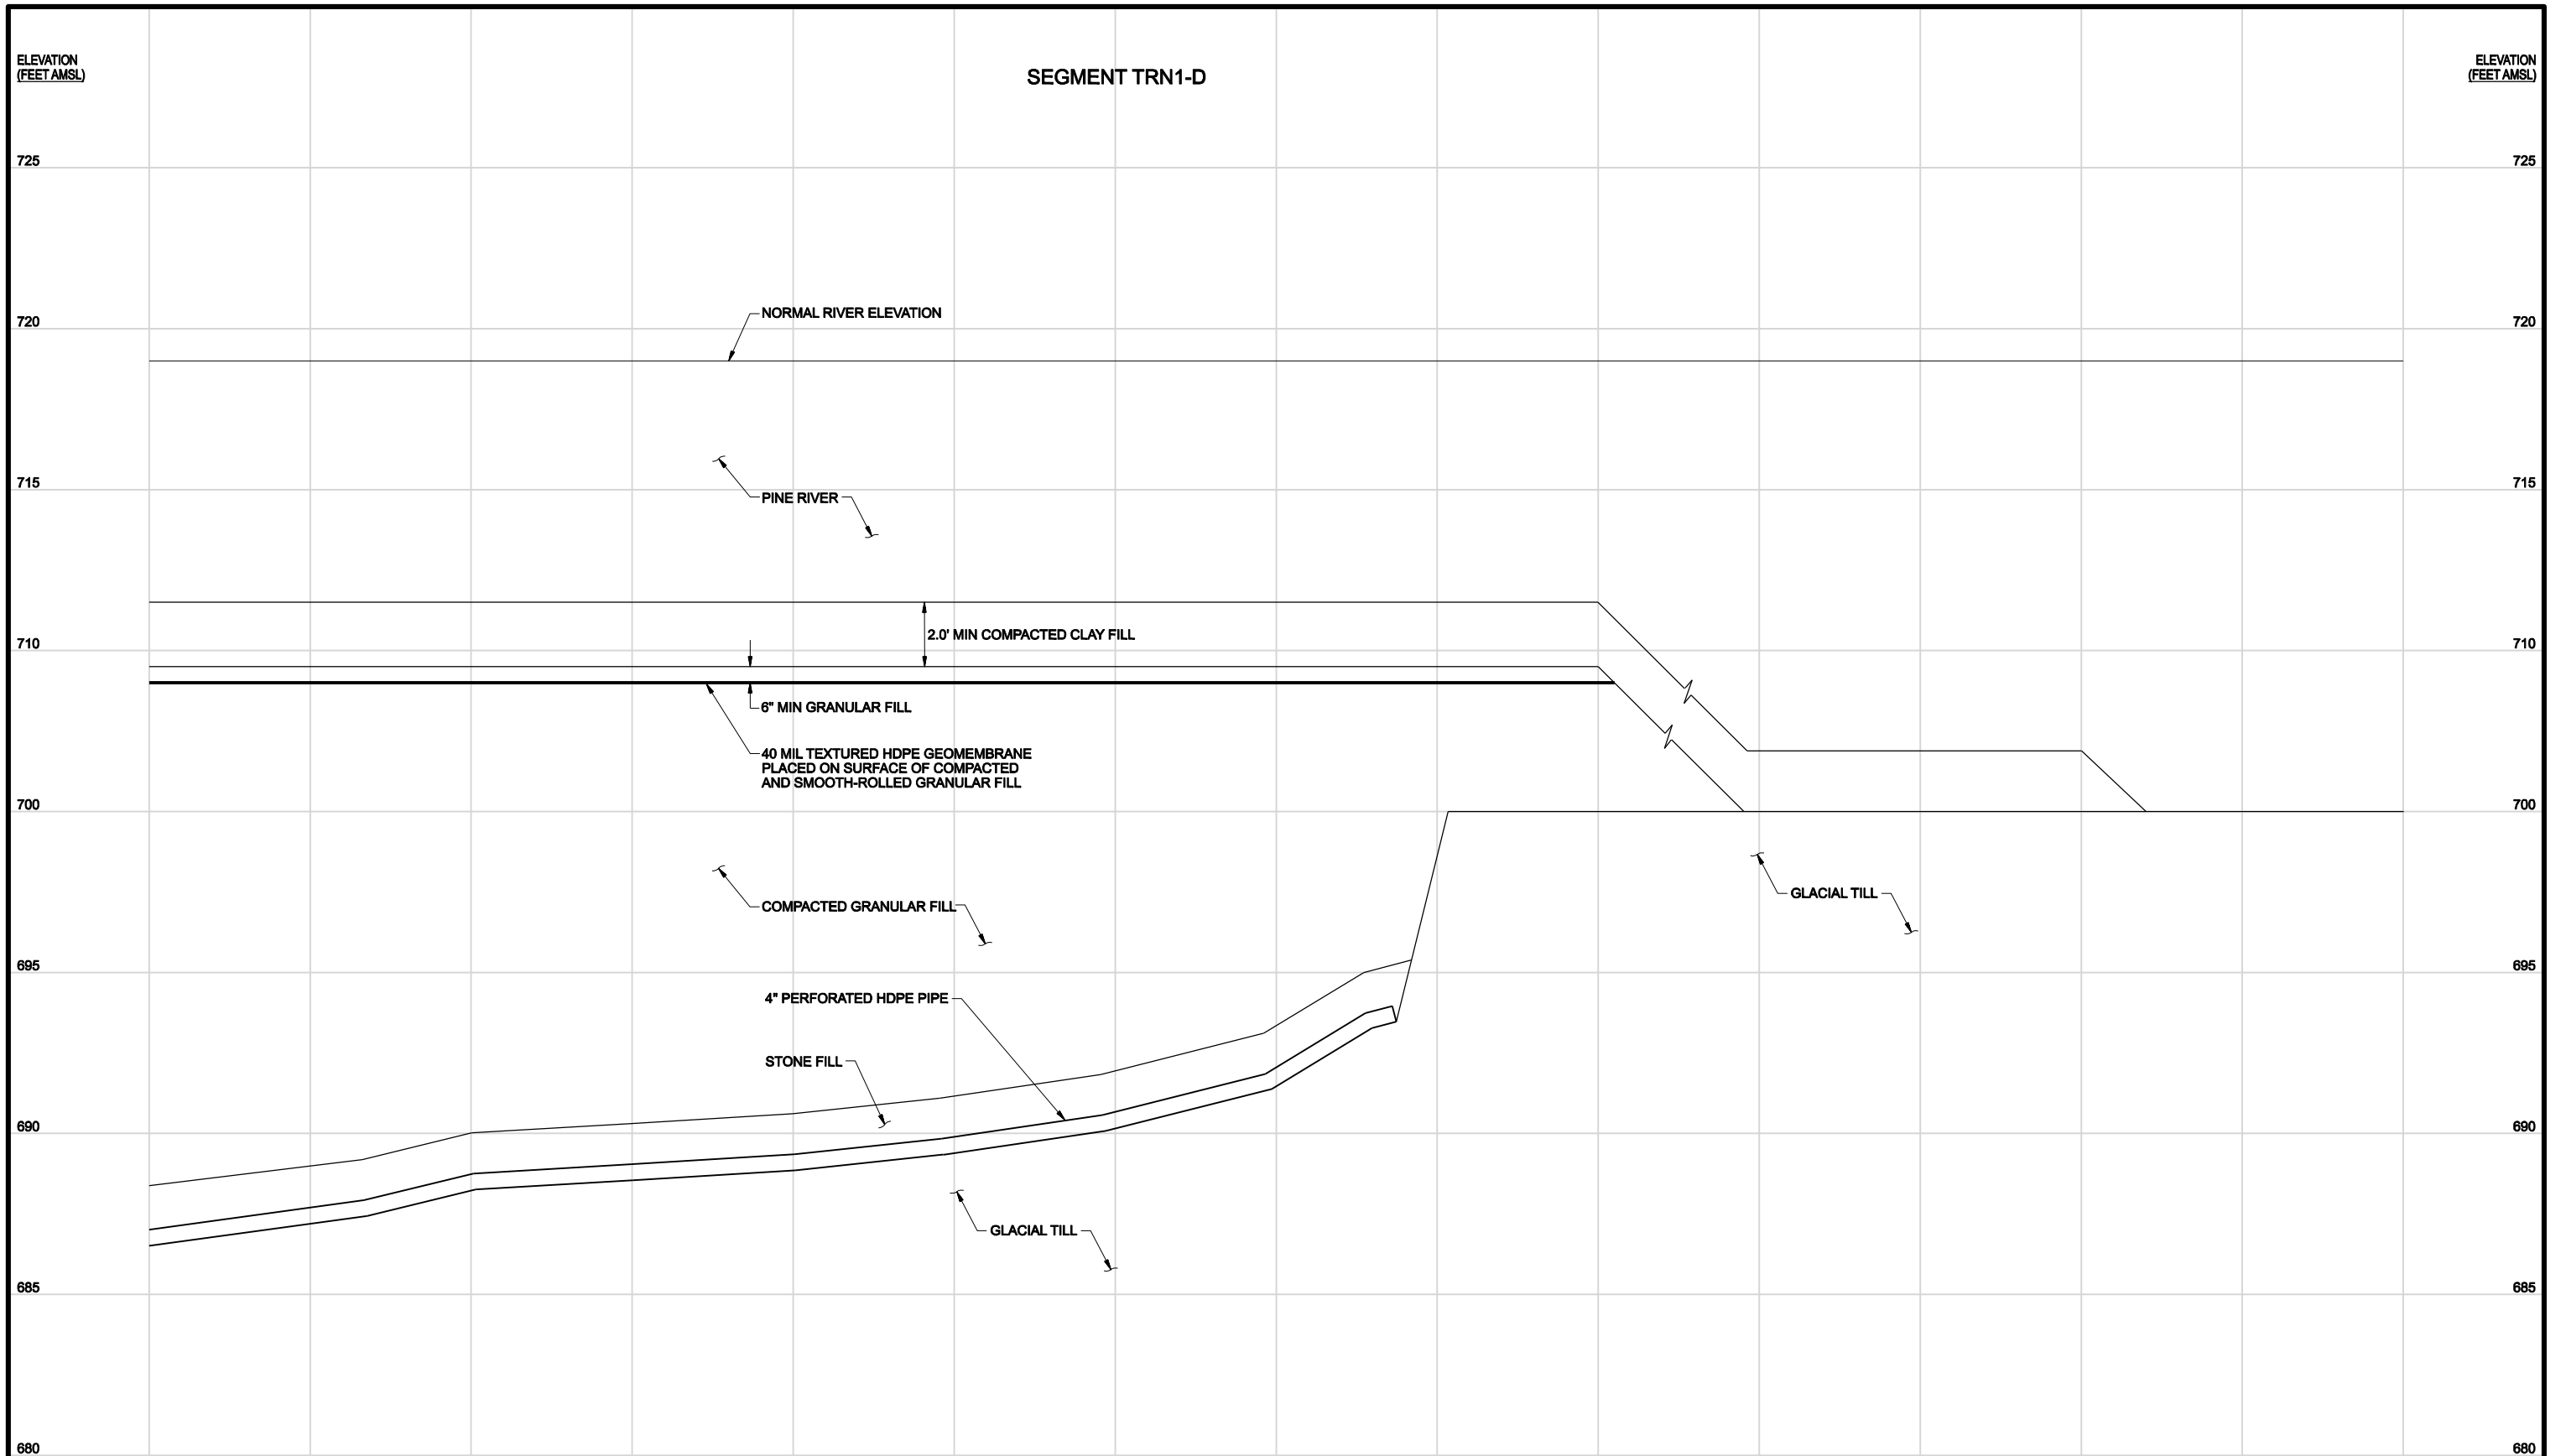 ELEVATION
(FEET AMSL)
SEGMENT TRN1-D
ELEVATION
(FEET AMSL)
725
725
NORMAL RIVER ELEVATION
720
720
715
PINE RIVER
715
2.0' MIN COMPACTED CLAY FILL
710
710
6" MIN GRANULAR FILL
40 MIL TEXTURED HDPE GEOMEMBRANE
PLACED ON SURFACE OF COMPACTED
AND SMOOTH-ROLLED GRANULAR FILL
700
700
COMPACTED GRANULAR FILL
GLACIAL TILL
695
695
4" PERFORATED HDPE PIPE
STONE FILL
690
690
GLACIAL TILL
685
685
680
680